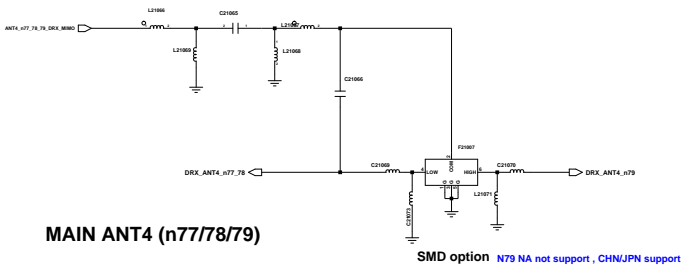 L21066
C21065
ANT4_n77_78_79_DRX_MIMO
L21067
L21069
L21068
C21066
DRX_ANT4_n77_78
C21069
F21007
LOW
COM
HIGH
G G G
C21070
DRX_ANT4_n79
C21073
L21071
MAIN ANT4 (n77/78/79)
SMD option N79 NA not support , CHN/JPN support